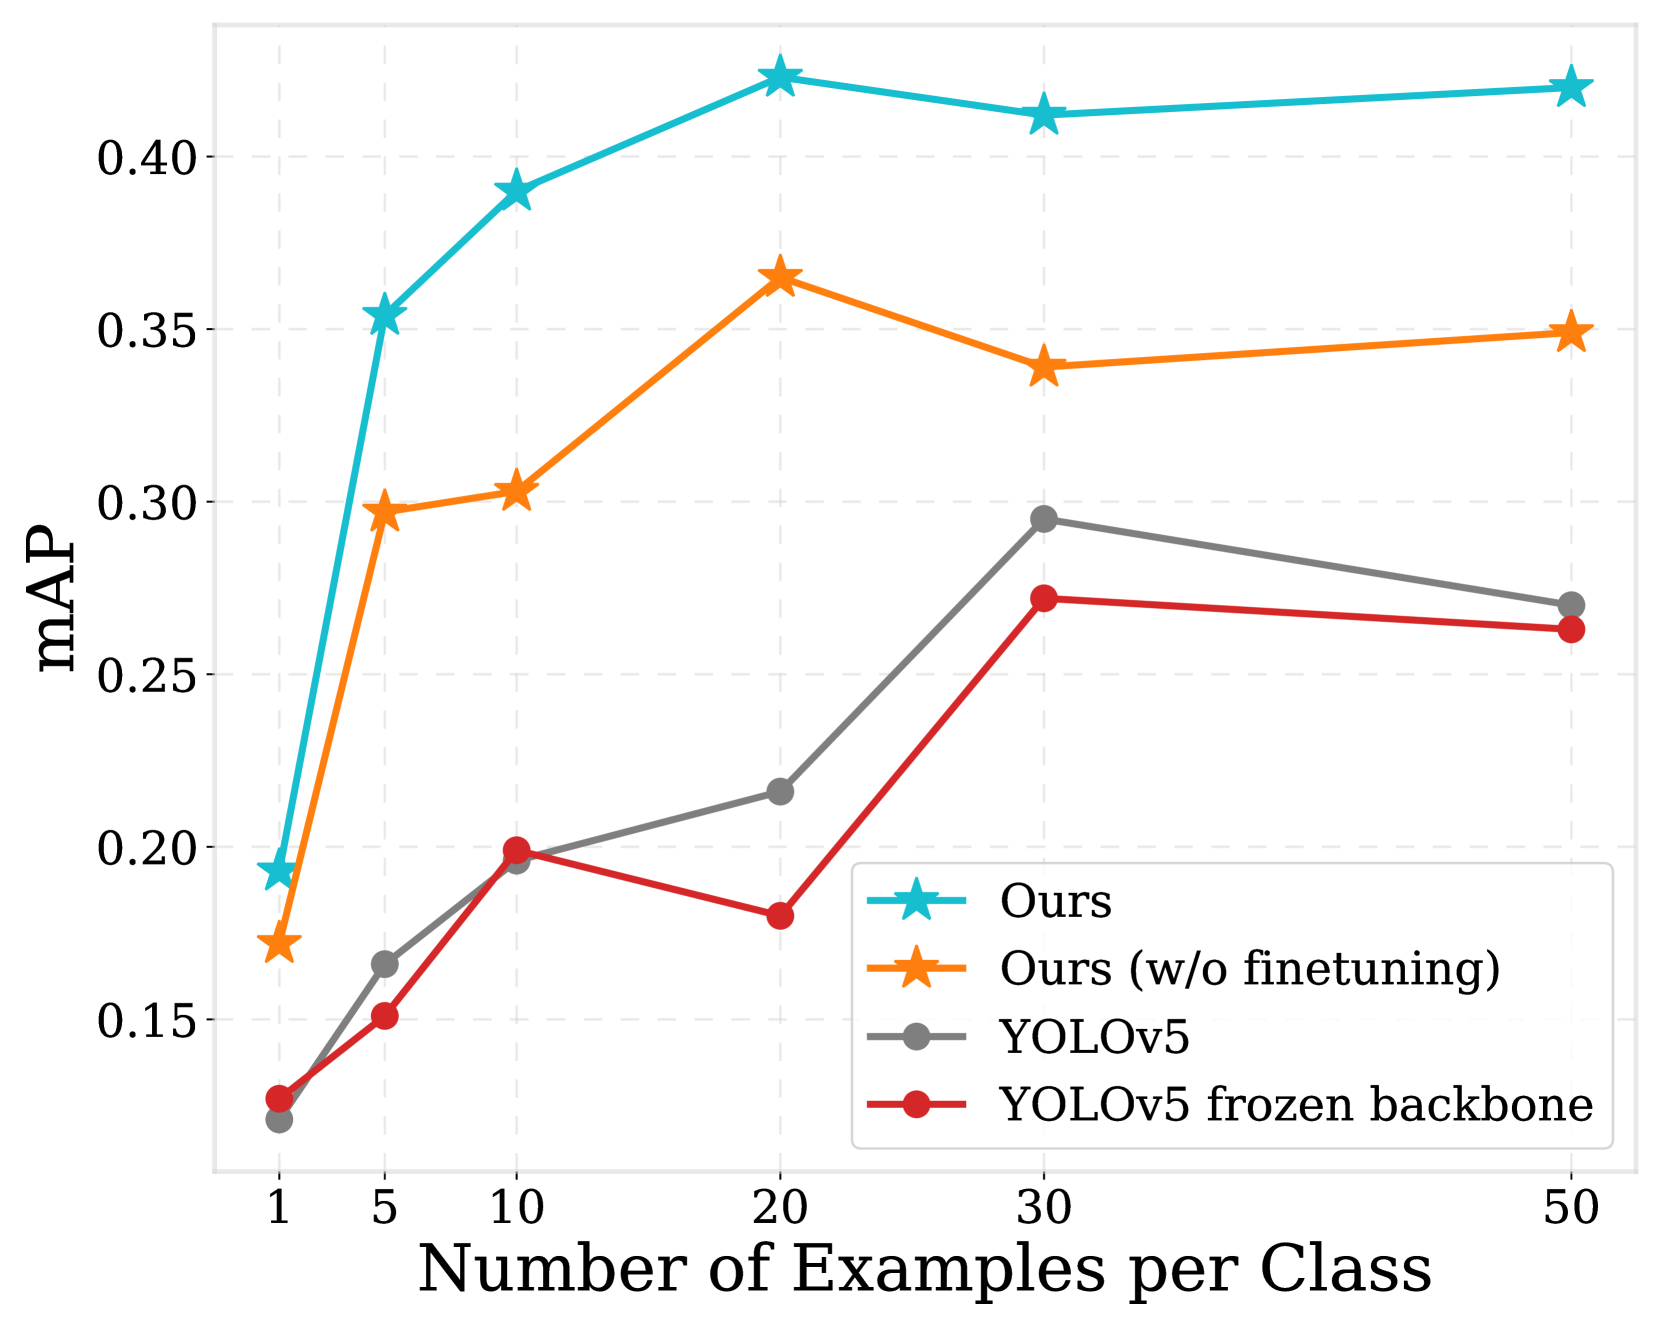 0.40
0.35
0.30
0.25
0.20
0.15
mAP
Ours
Ours (w/o finetuning)
YOLOv5
YOLOv5 frozen backbone
1 5 10 20 30 50
Number of Examples per Class